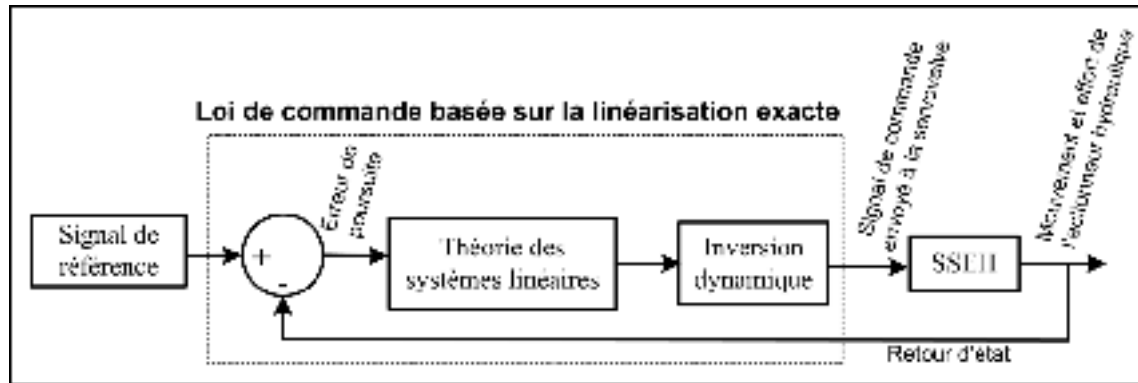 Loi de commande basée sur la linéarisation exacte
Signal de
référence
+
-
Erreur de
poursuite
Théorie des
systèmes linéaires
Inversion
dynamique
Signal de commande
envoyé à la servovalve
SSEH
Mouvement et effort de
l'actionneur hydraulique
Retour d'état